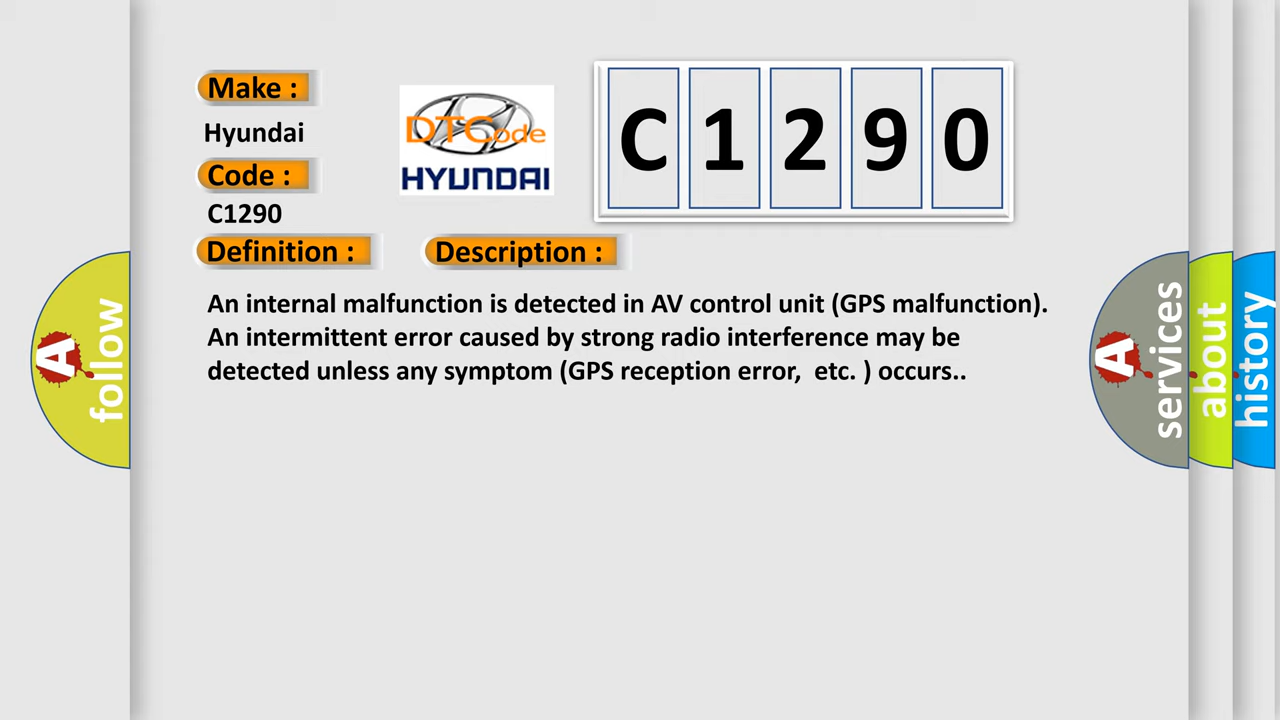 Make :
Hyundai
Code :
C1290
Definition :
Description :
An internal malfunction is detected in AV control unit (GPS malfunction).
An intermittent error caused by strong radio interference may be
detected unless any symptom (GPS reception error,  etc. ) occurs..
DTCode
HYUNDAI
C1290
A follow
A services
about
history